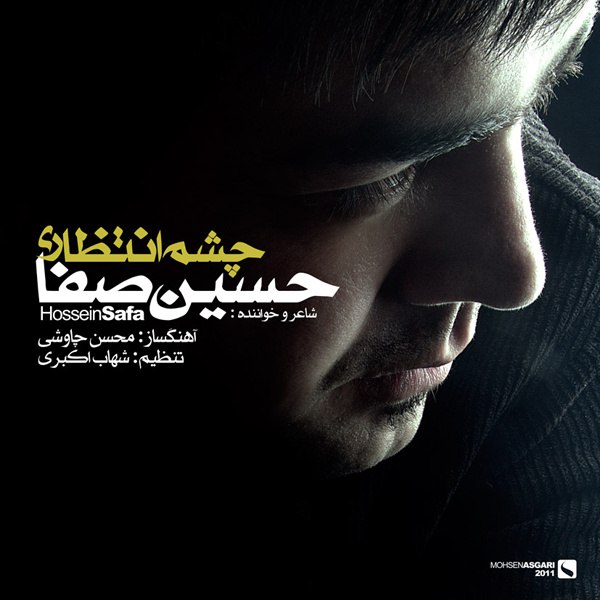 چشم انتظاری
حسین صفا
شاعر و خواننده : HosseinSafa
آهنگساز: محسن چاوشی
تنظیم: شهاب اکبری
MOHSENASGARI
2011